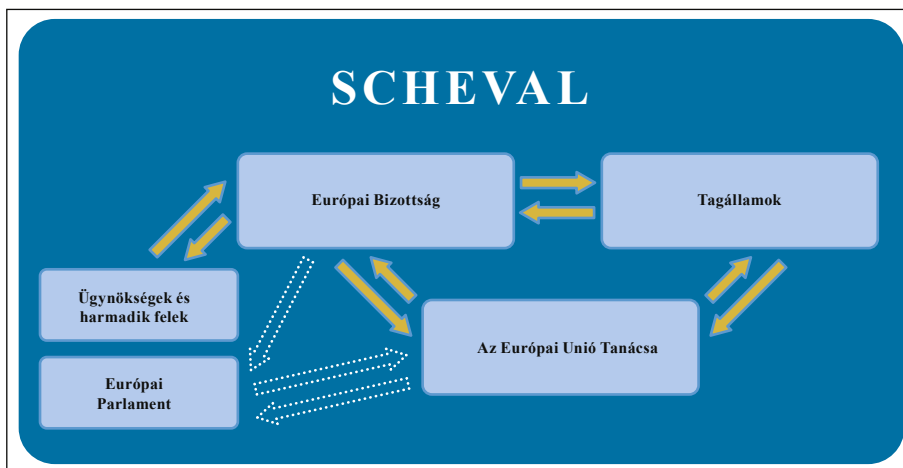 SCHEVAL
Európai Bizottság
Tagállamok
Ügynökségek és
harmadik felek
Az Európai Unió Tanácsa
Európai
Parlament